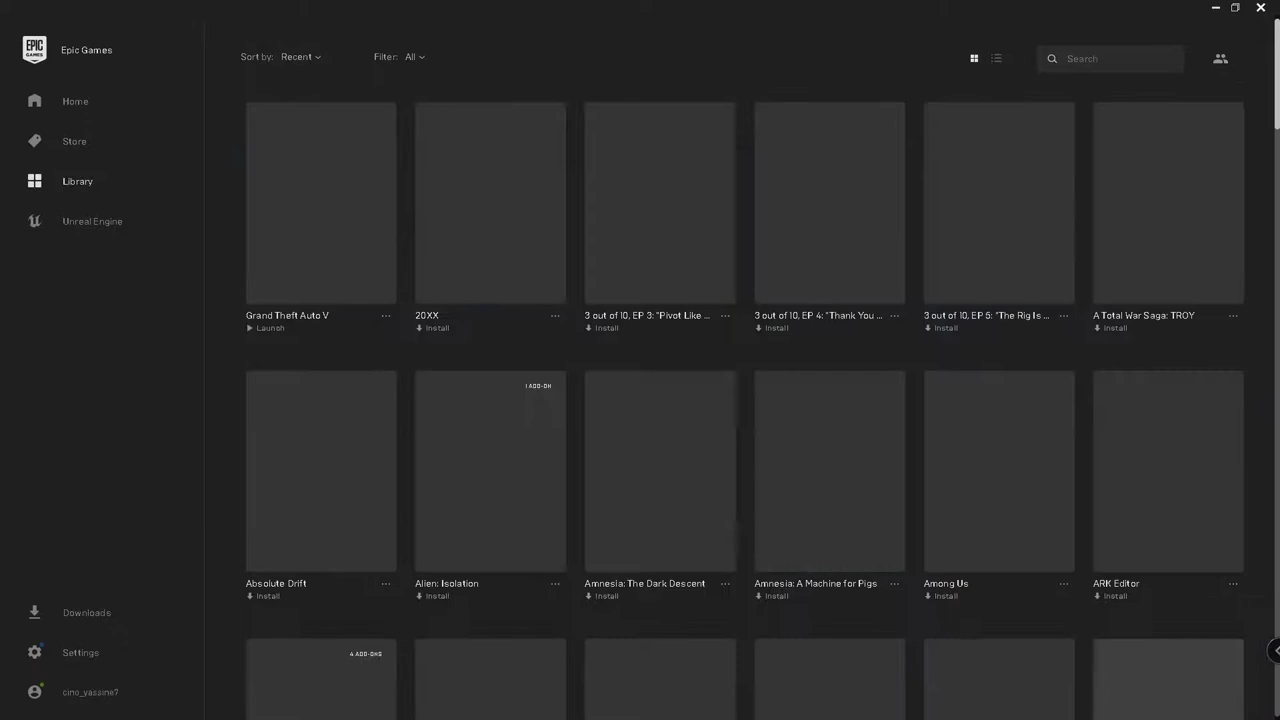 EPIC GAMES
Epic Games
Sort by: Recent
Filter: All
Search
Home
Store
Library
Unreal Engine
Grand Theft Auto V
Launch
20XX
Install
3 out of 10, EP 3: "Pivot Like ...
Install
3 out of 10, EP 4: "Thank You ...
Install
3 out of 10, EP 5: "The Rig Is ...
Install
A Total War Saga: TROY
Install
1 ADD-ON
Absolute Drift
Install
Alien: Isolation
Install
Amnesia: The Dark Descent
Install
Amnesia: A Machine for Pigs
Install
Among Us
Install
ARK Editor
Install
4 ADD-ONS
Downloads
Settings
cino_yassine7